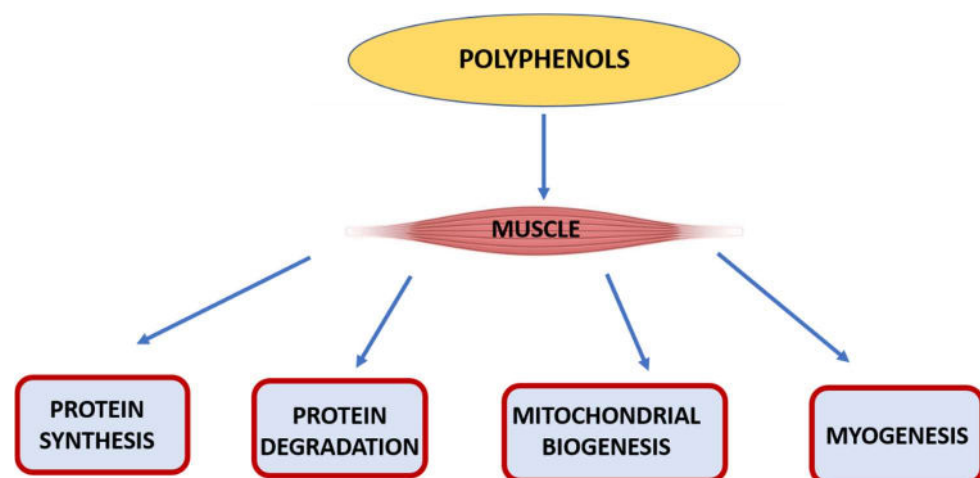 POLYPHENOLS
MUSCLE
PROTEIN
SYNTHESIS
PROTEIN
DEGRADATION
MITOCHONDRIAL
BIOGENESIS
MYOGENESIS